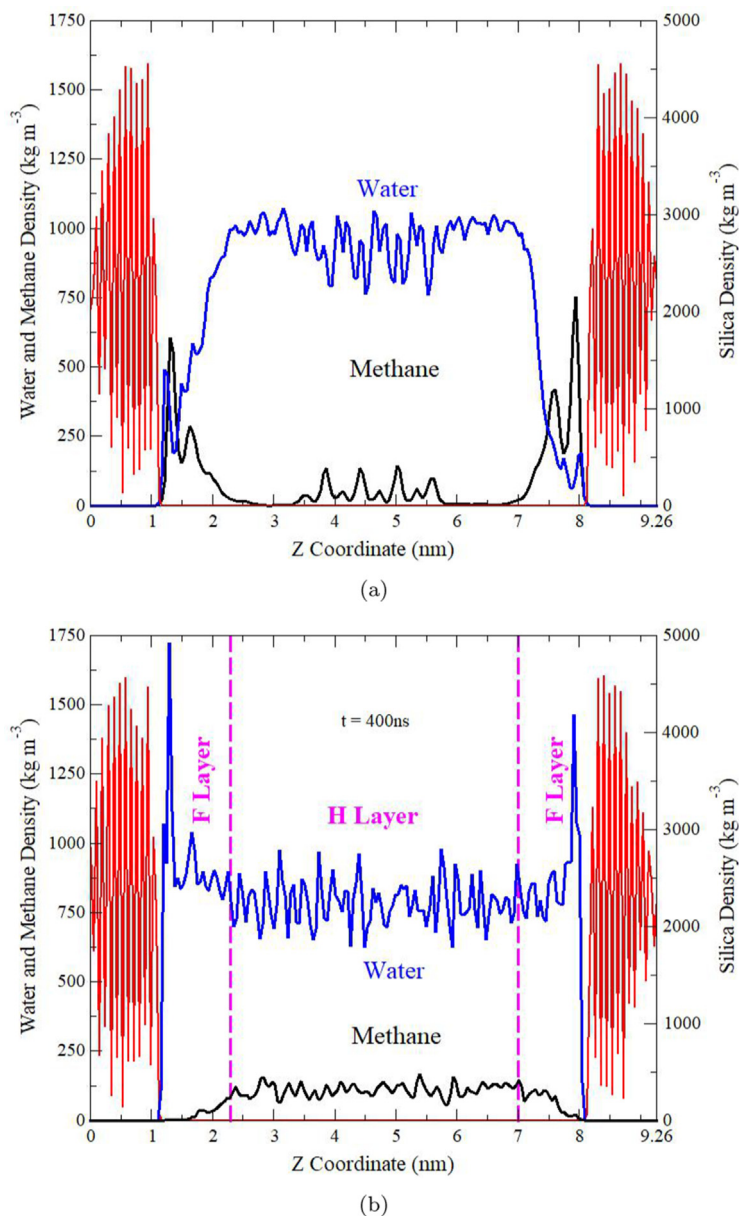 1750
1500
1250
1000
750
500
250
0
Water and Methane Density (kg m⁻³)
Water
Methane
5000
4000
3000
2000
1000
0
Silica Density (kg m⁻³)
0 1 2 3 4 5 6 7 8 9.26
Z Coordinate (nm)
(a)
1750
1500
1250
1000
750
500
250
0
Water and Methane Density (kg m⁻³)
t = 400ns
F Layer
H Layer
F Layer
Water
Methane
5000
4000
3000
2000
1000
0
Silica Density (kg m⁻³)
0 1 2 3 4 5 6 7 8 9.26
Z Coordinate (nm)
(b)